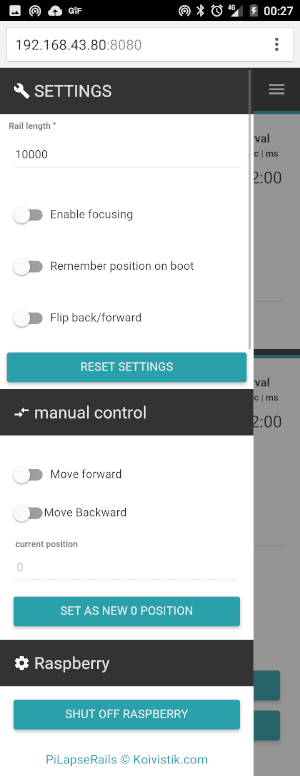 GIF
4G
00:27
192.168.43.80:8080
SETTINGS
Rail length *
10000
Enable focusing
Remember position on boot
Flip back/forward
RESET SETTINGS
manual control
Move forward
Move Backward
current position
0
SET AS NEW 0 POSITION
Raspberry
SHUT OFF RASPBERRY
PiLapseRails © Koivistik.com
rval
c | ms
2:00
rval
c | ms
2:00